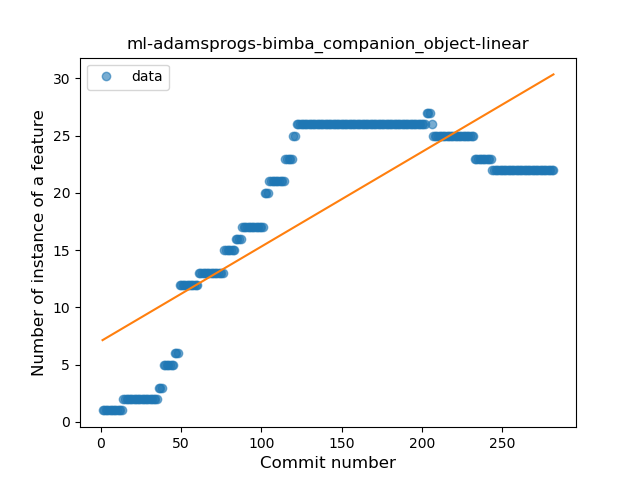 ml-adamsprogs-bimba_companion_object-linear
data
Number of instance of a feature
30
25
20
15
10
5
0
0 50 100 150 200 250
Commit number